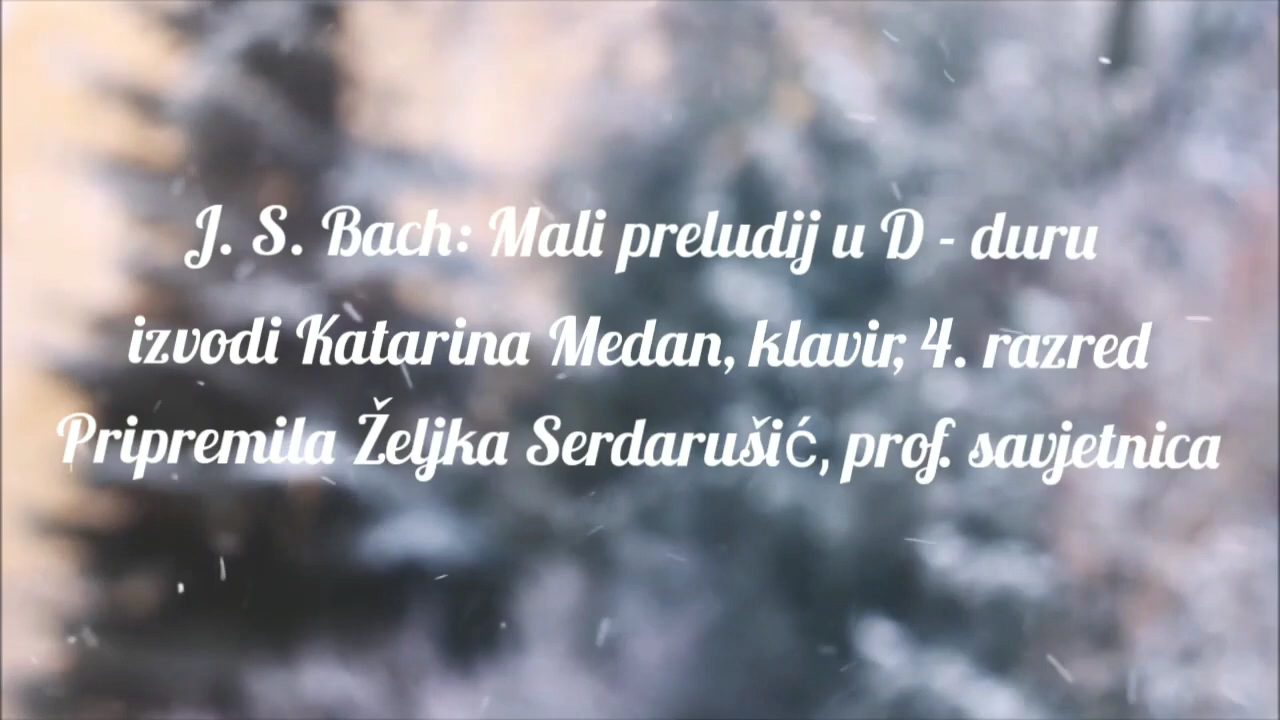 J. S. Bach: Mali preludij u D - duru
izvodi Katarina Medan, klavir, 4. razred
Pripremila Željka Serdarušić, prof. savjetnica